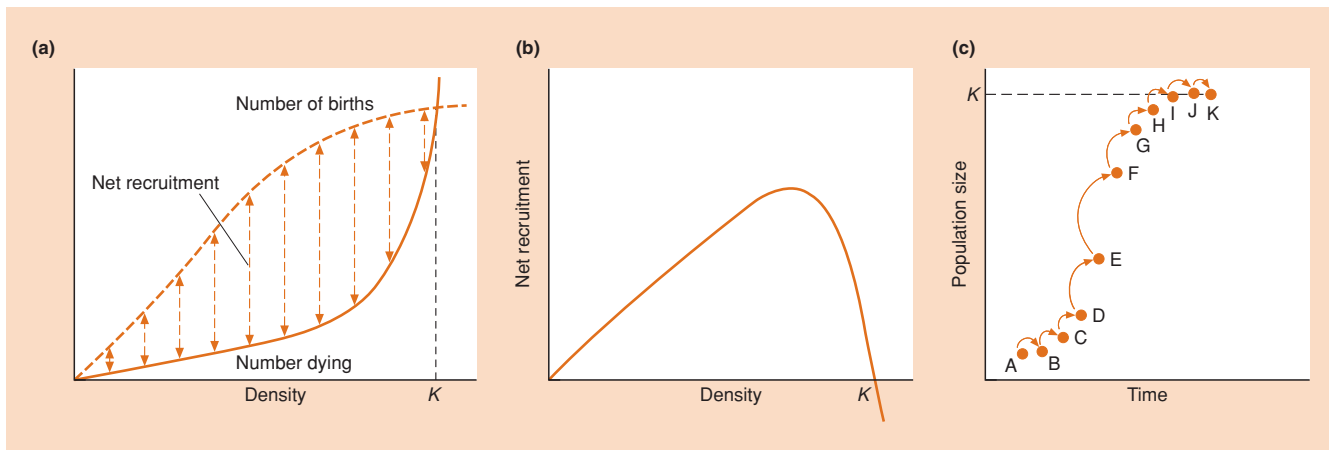 (a)
Number of births
Net recruitment
Number dying
Density
K
(b)
Net recruitment
Density
K
(c)
K
Population size
A
B
C
D
E
F
G
H
I
J
K
Time